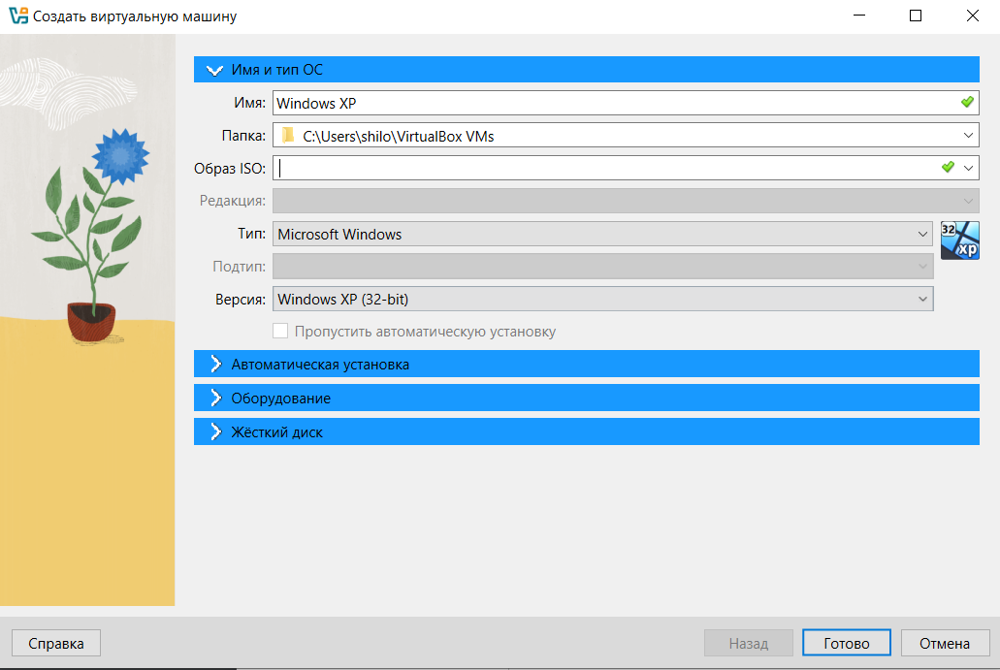 Создать виртуальную машину
Имя и тип ОС
Имя: Windows XP
Папка: C:\Users\shilo\VirtualBox VMs
Образ ISO:
Редакция:
Тип: Microsoft Windows
32
xp
Подтип:
Версия: Windows XP (32-bit)
Пропустить автоматическую установку
Автоматическая установка
Оборудование
Жёсткий диск
Справка Назад Готово Отмена